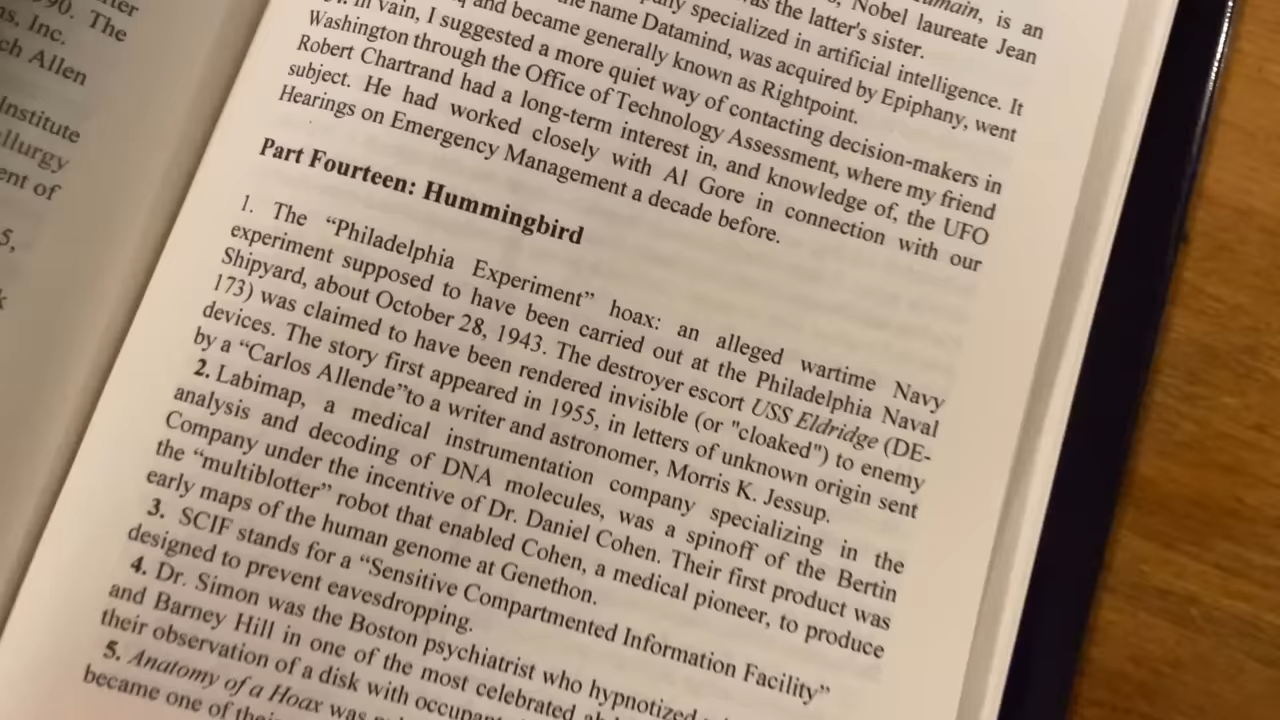 90. The
Inc.
Allen
Institute
of
5,
is an
Nobel laureate Jean
was the latter's sister.
specialized in artificial intelligence. It
the name Datamind, was acquired by Epiphany, went
and became generally known as Rightpoint.
In vain, I suggested a more quiet way of contacting decision-makers in
Washington through the Office of Technology Assessment, where my friend
Robert Chartrand had a long-term interest in, and knowledge of, the UFO
subject. He had worked closely with Al Gore in connection with our
Hearings on Emergency Management a decade before.
Part Fourteen: Hummingbird
1. The “Philadelphia Experiment” hoax: an alleged wartime Navy
experiment supposed to have been carried out at the Philadelphia Naval
Shipyard, about October 28, 1943. The destroyer escort USS Eldridge (DE-
173) was claimed to have been rendered invisible (or "cloaked") to enemy
devices. The story first appeared in 1955, in letters of unknown origin sent
by a “Carlos Allende”to a writer and astronomer, Morris K. Jessup.
2. Labimap, a medical instrumentation company specializing in the
analysis and decoding of DNA molecules, was a spinoff of the Bertin
Company under the incentive of Dr. Daniel Cohen. Their first product was
the “multiblotter” robot that enabled Cohen, a medical pioneer, to produce
early maps of the human genome at Genethon.
3. SCIF stands for a “Sensitive Compartmented Information Facility”
designed to prevent eavesdropping.
4. Dr. Simon was the Boston psychiatrist who hypnotized
and Barney Hill in one of the most celebrated
their observation of a disk with
5. Anatomy of a Hoax was
became one of their